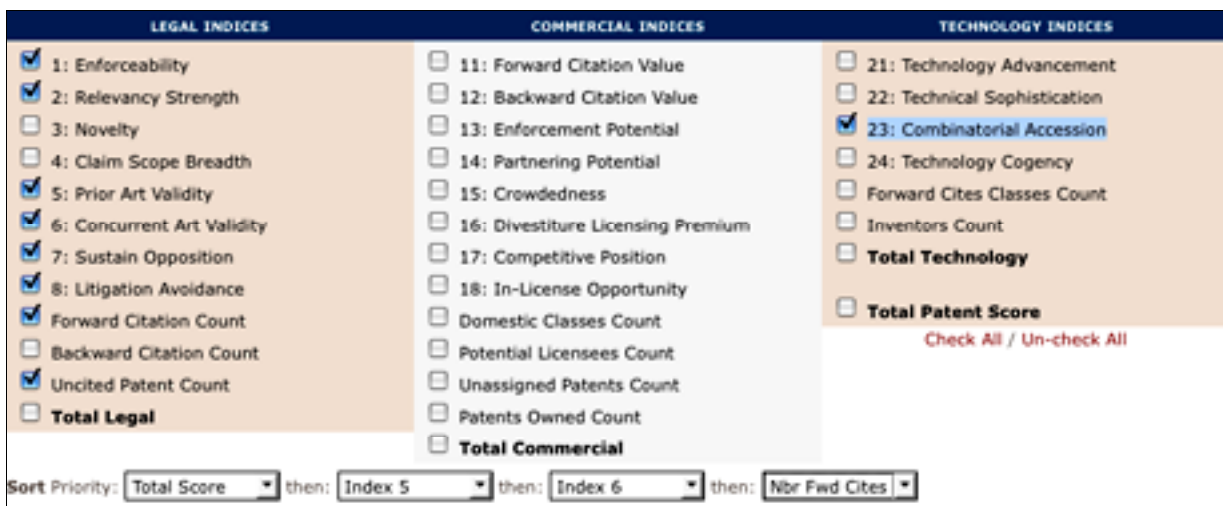 LEGAL INDICES
1: Enforceability
2: Relevancy Strength
3: Novelty
4: Claim Scope Breadth
5: Prior Art Validity
6: Concurrent Art Validity
7: Sustain Opposition
8: Litigation Avoidance
Forward Citation Count
Backward Citation Count
Uncited Patent Count
Total Legal
COMMERCIAL INDICES
11: Forward Citation Value
12: Backward Citation Value
13: Enforcement Potential
14: Partnering Potential
15: Crowdedness
16: Divestiture Licensing Premium
17: Competitive Position
18: In-License Opportunity
Domestic Classes Count
Potential Licensees Count
Unassigned Patents Count
Patents Owned Count
Total Commercial
TECHNOLOGY INDICES
21: Technology Advancement
22: Technical Sophistication
23: Combinatorial Accession
24: Technology Cogency
Forward Cites Classes Count
Inventors Count
Total Technology
Total Patent Score
Check All / Un-check All
Sort Priority: Total Score then: Index 5 then: Index 6 then: Nbr Fwd Cites